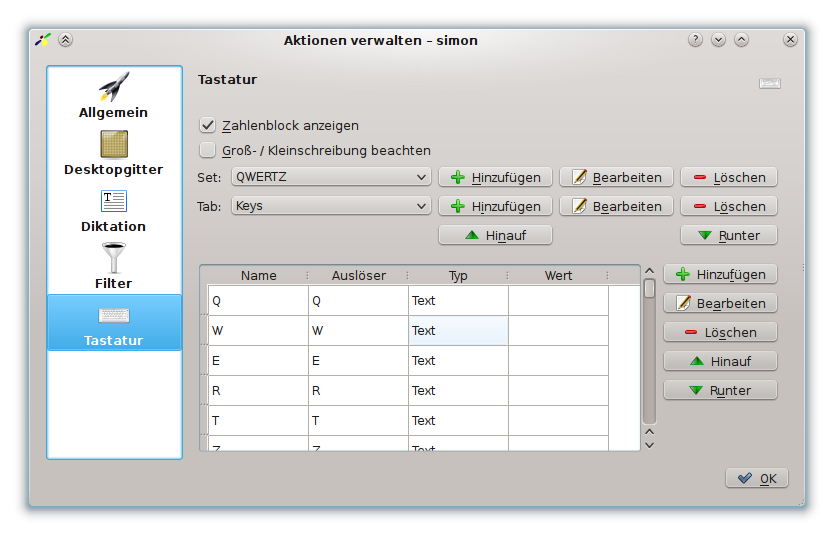 Aktionen verwalten – simon
Allgemein
Desktopgitter
Diktation
Filter
Tastatur
Tastatur
Zahlenblock anzeigen
Groß- / Kleinschreibung beachten
Set: QWERTZ Hinzufügen Bearbeiten Löschen
Tab: Keys Hinzufügen Bearbeiten Löschen
Hinauf Runter
Name Auslöser Typ Wert
Q Q Text
W W Text
E E Text
R R Text
T T Text
Z Z Text
Hinzufügen
Bearbeiten
Löschen
Hinauf
Runter
OK